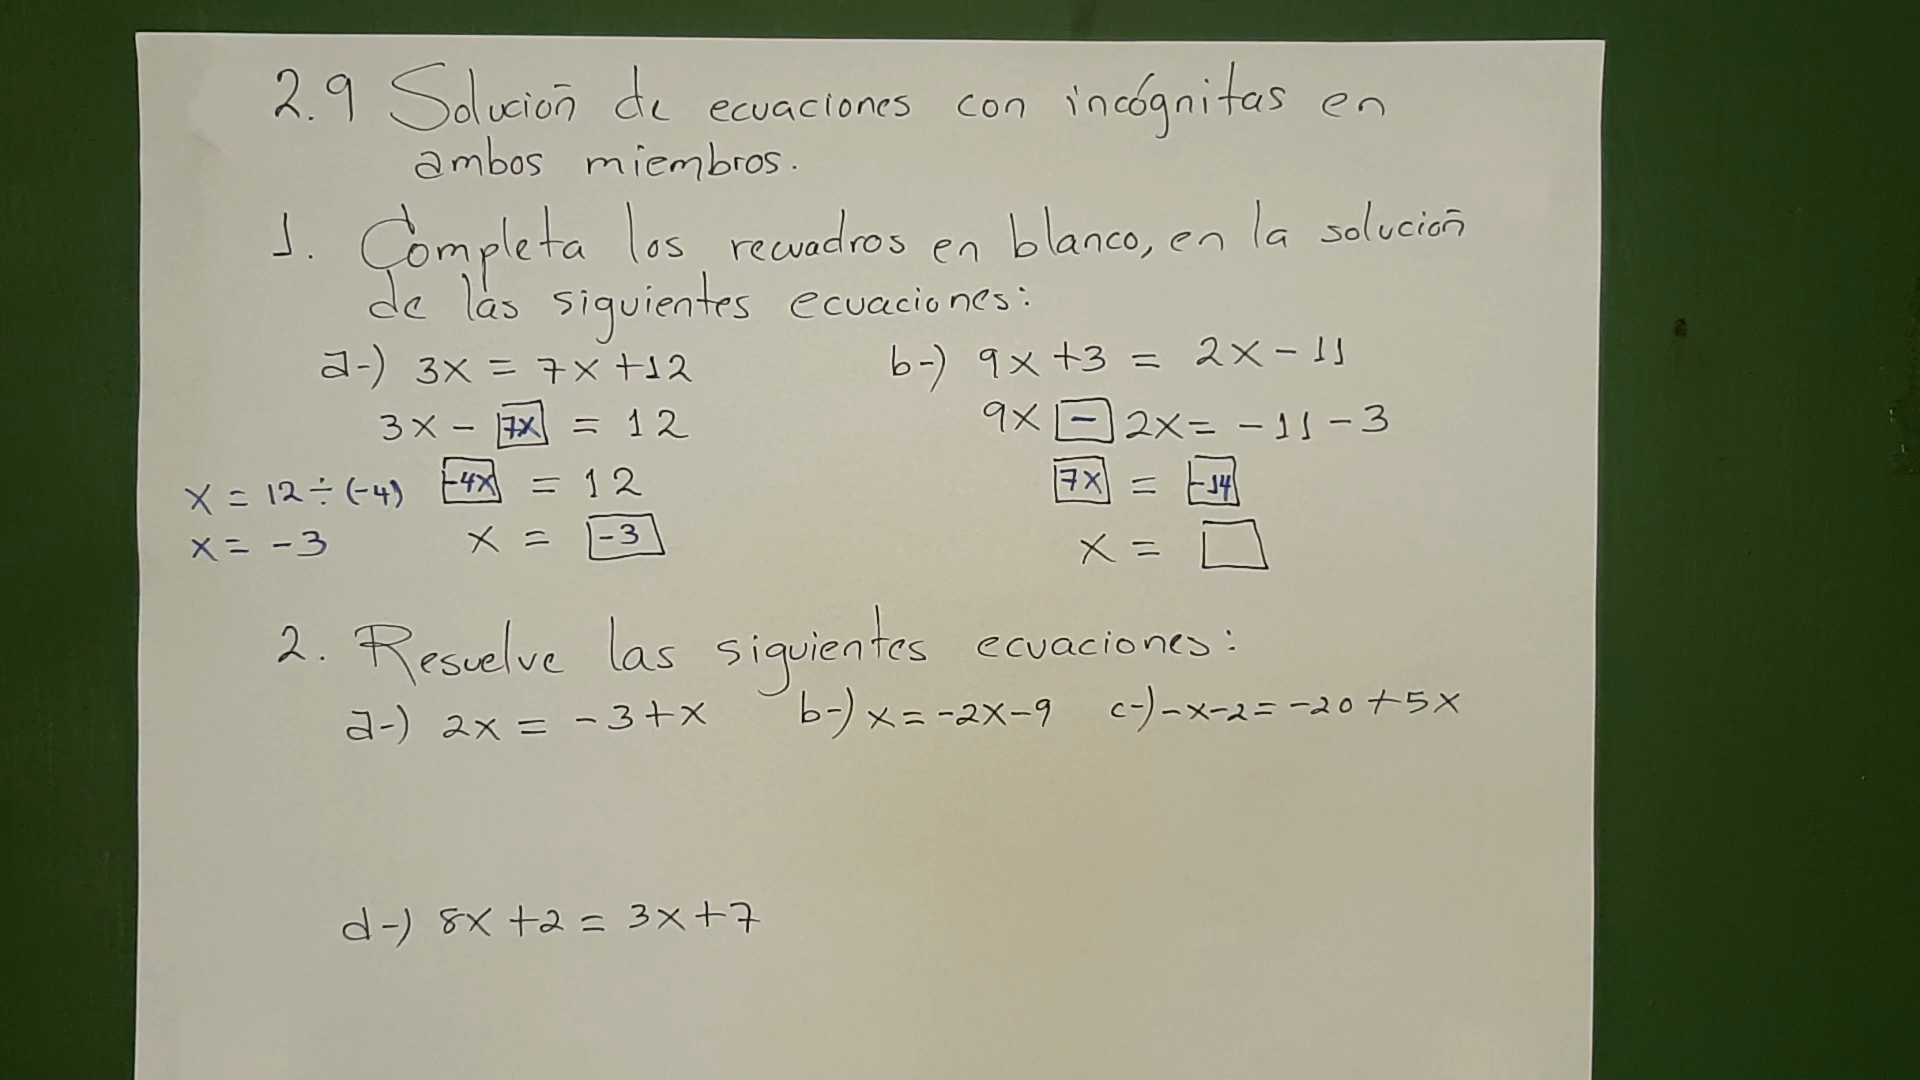 2.9 Solución de ecuaciones con incógnitas en
ambos miembros.
1. Completa los recuadros en blanco, en la solución
de las siguientes ecuaciones:
a-) 3x = 7x + 12
3x - 7x = 12
-4x = 12
x = -3
x = 12 ÷ (-4)
x = -3
b-) 9x + 3 = 2x - 11
9x - 2x = -11 - 3
7x = -14
x =
2. Resuelve las siguientes ecuaciones:
a-) 2x = -3 + x b-) x = -2x - 9 c-) -x - 2 = -20 + 5x
d-) 8x + 2 = 3x + 7